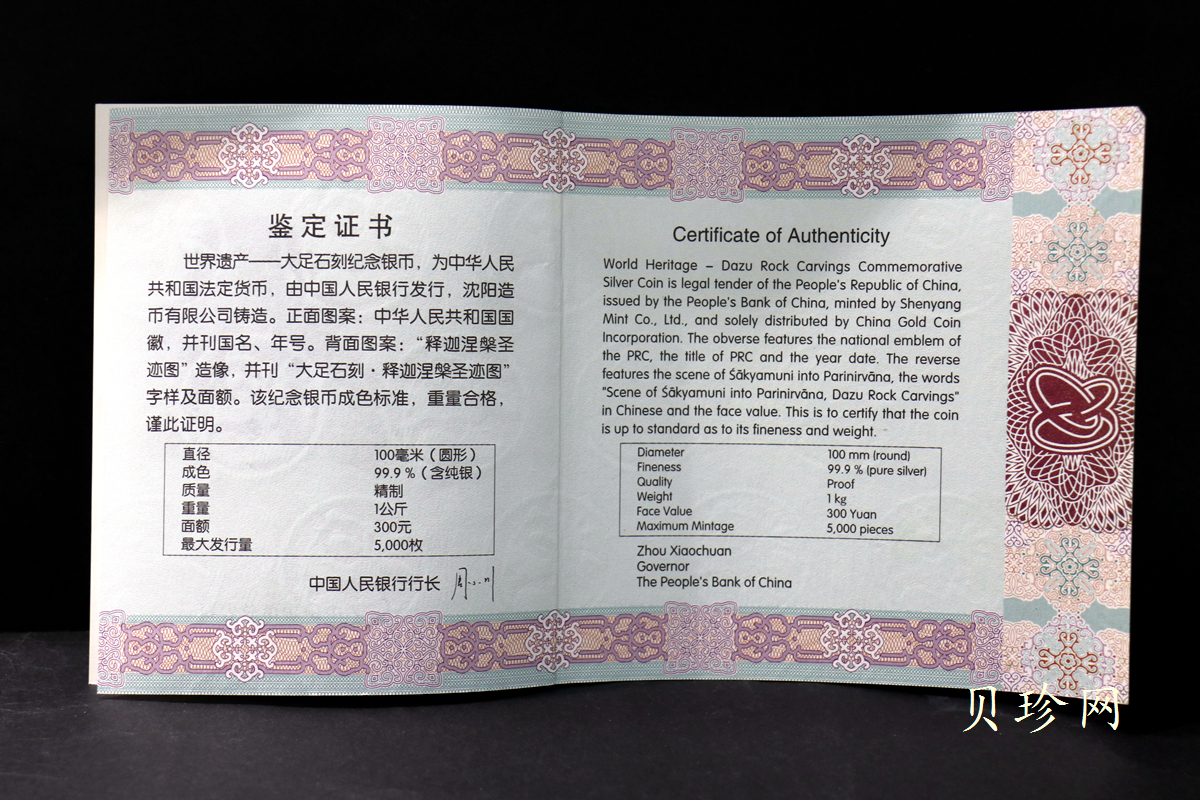 鉴定证书
世界遗产——大足石刻纪念银币，为中华人民
共和国法定货币，由中国人民银行发行，沈阳造
币有限公司铸造。正面图案：中华人民共和国国
徽，并刊国名、年号。背面图案：“释迦涅槃圣
迹图”造像，并刊“大足石刻·释迦涅槃圣迹图”
字样及面额。该纪念银币成色标准，重量合格，
谨此证明。
直径 100毫米（圆形）
成色 99.9％（含纯银）
质量 精制
重量 1公斤
面额 300元
最大发行量 5,000枚
中国人民银行行长
Certificate of Authenticity
World Heritage – Dazu Rock Carvings Commemorative
Silver Coin is legal tender of the People's Republic of China,
issued by the People's Bank of China, minted by Shenyang
Mint Co., Ltd., and solely distributed by China Gold Coin
Incorporation. The obverse features the national emblem of
the PRC, the title of PRC and the year date. The reverse
features the scene of Śākyamuni into Parinirvāna, the words
"Scene of Śākyamuni into Parinirvāna, Dazu Rock Carvings"
in Chinese and the face value. This is to certify that the coin
is up to standard as to its fineness and weight.
Diameter 100 mm (round)
Fineness 99.9 % (pure silver)
Quality Proof
Weight 1 kg
Face Value 300 Yuan
Maximum Mintage 5,000 pieces
Zhou Xiaochuan
Governor
The People's Bank of China
贝珍网